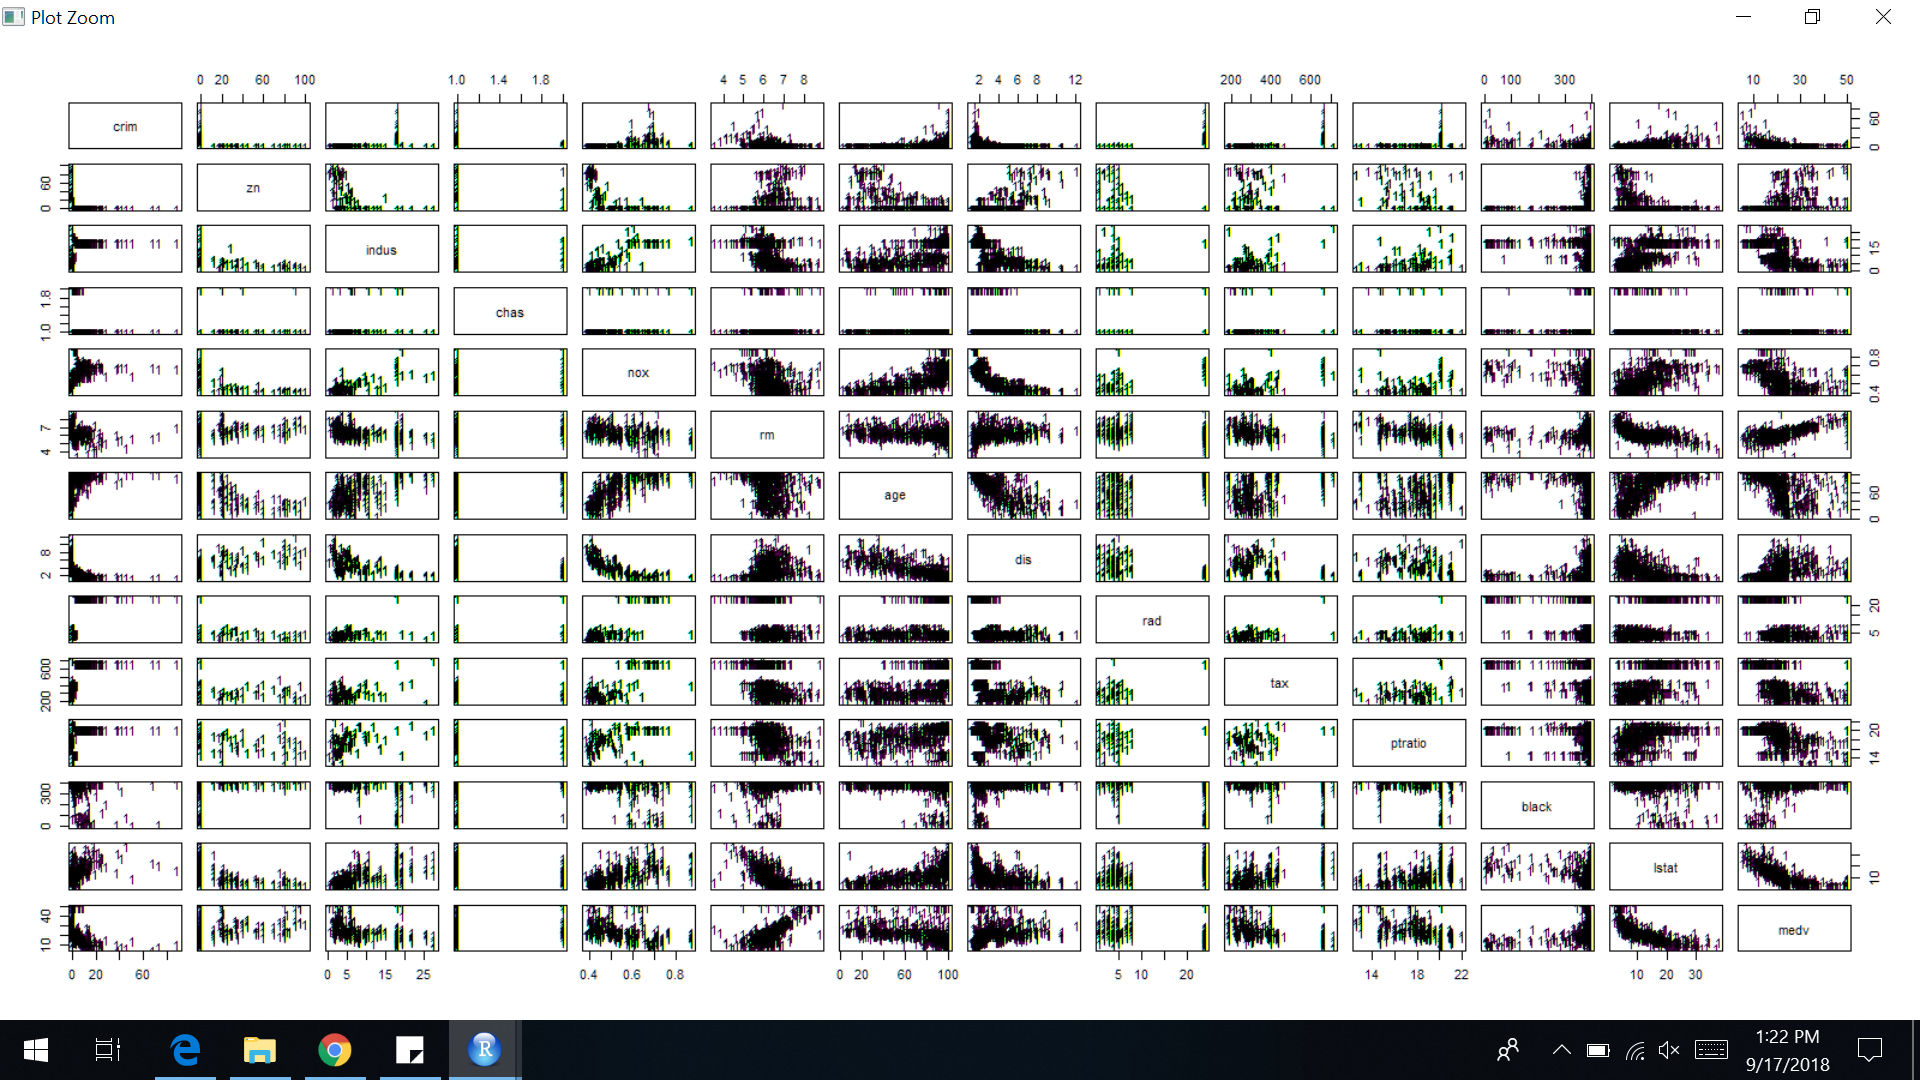 Plot Zoom
0 20 60 100 1.0 1.4 1.8 4 5 6 7 8 2 4 6 8 12 200 400 600 0 100 300 10 30 50
crim 0 60
0 60 zn
indus 0 15
1.0 1.8 chas
nox 0.4 0.8
4 7 rm
age 0 60
2 8 dis
rad 5 20
200 600 tax
ptratio 14 20
0 300 black
lstat 10
10 40 medv
0 20 60 0 5 15 25 0.4 0.6 0.8 0 20 60 100 5 10 20 14 18 22 10 20 30
R
1:22 PM
9/17/2018